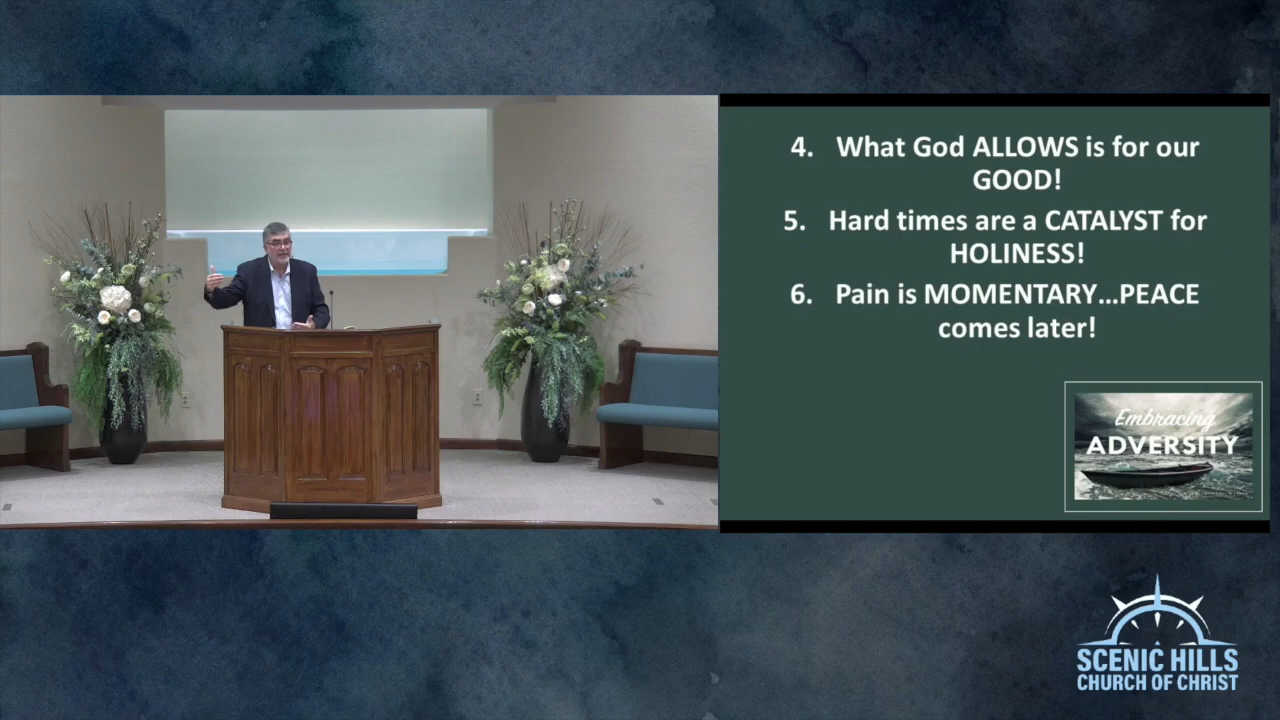 4. What God ALLOWS is for our
GOOD!
5. Hard times are a CATALYST for
HOLINESS!
6. Pain is MOMENTARY...PEACE
comes later!
Embracing
ADVERSITY
SCENIC HILLS
CHURCH OF CHRIST